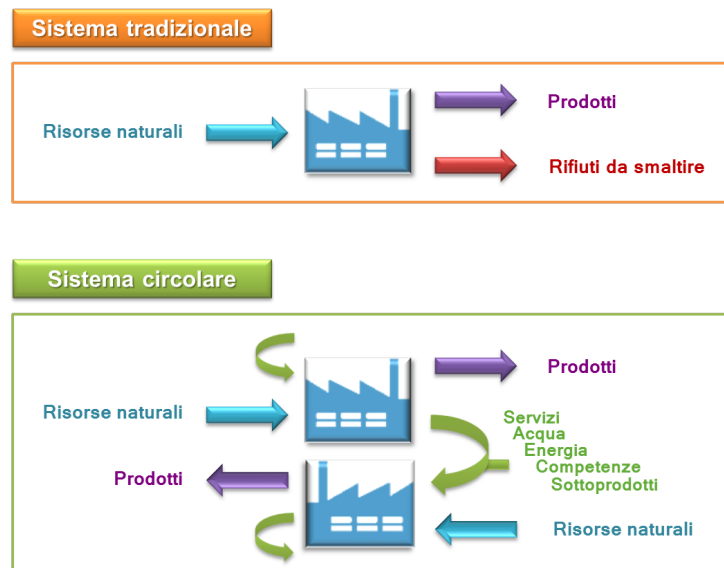 Sistema tradizionale
Risorse naturali
Prodotti
Rifiuti da smaltire
Sistema circolare
Prodotti
Risorse naturali
Servizi
Acqua
Energia
Competenze
Sottoprodotti
Prodotti
Risorse naturali